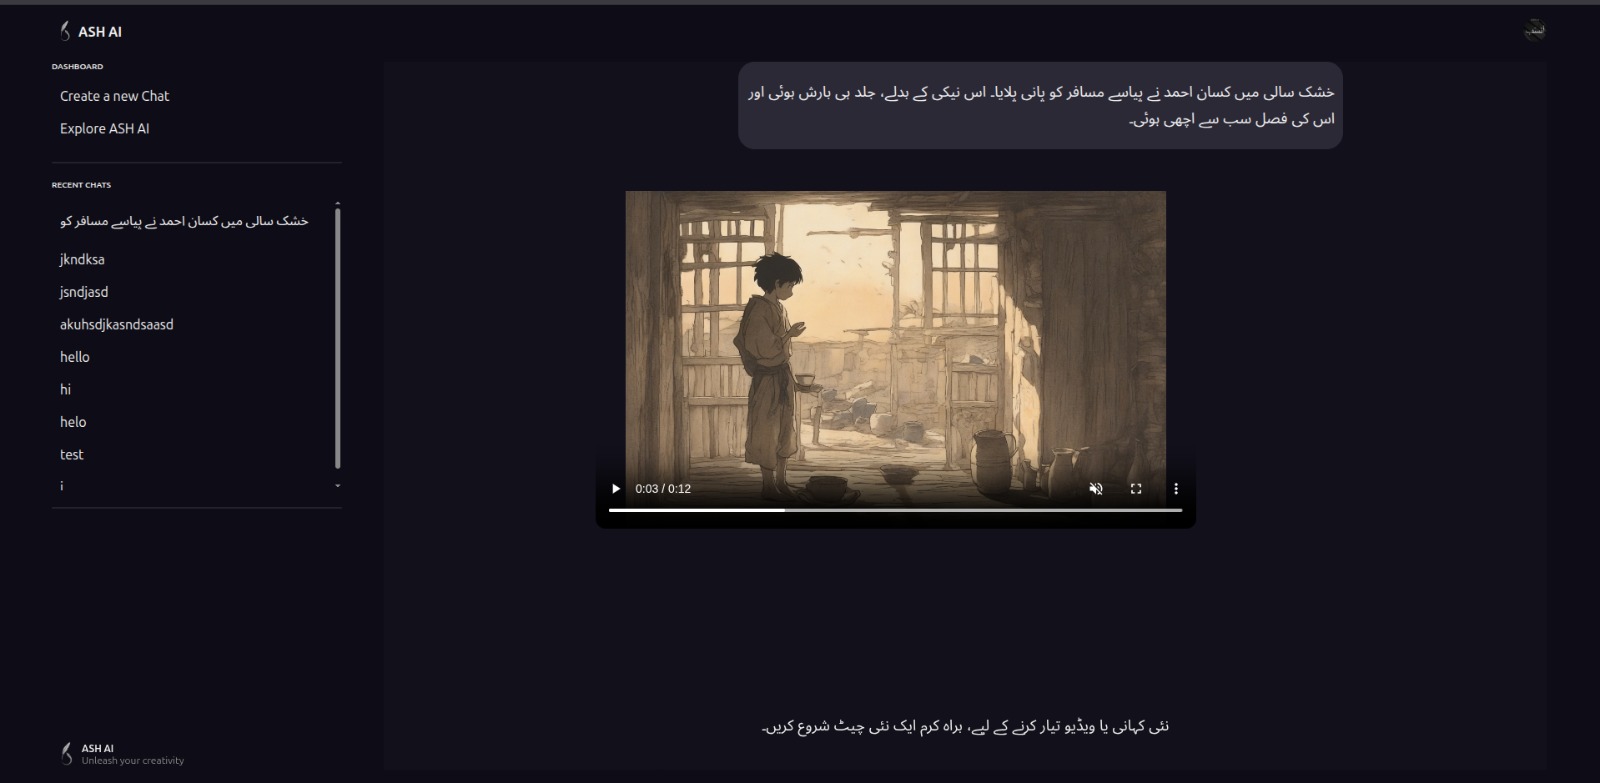 ASH AI
DASHBOARD
Create a new Chat
Explore ASH AI
RECENT CHATS
خشک سالی میں کسان احمد نے پیاسے مسافر کو
jkndksa
jsndjasd
akuhsdjkasndsaasd
hello
hi
helo
test
i
ASH AI
Unleash your creativity
خشک سالی میں کسان احمد نے پیاسے مسافر کو پانی پلایا۔ اس نیکی کے بدلے، جلد ہی بارش ہوئی اور
اس کی فصل سب سے اچھی ہوئی۔
0:03 / 0:12
نئی کہانی یا ویڈیو تیار کرنے کے لیے، براہ کرم ایک نئی چیٹ شروع کریں۔